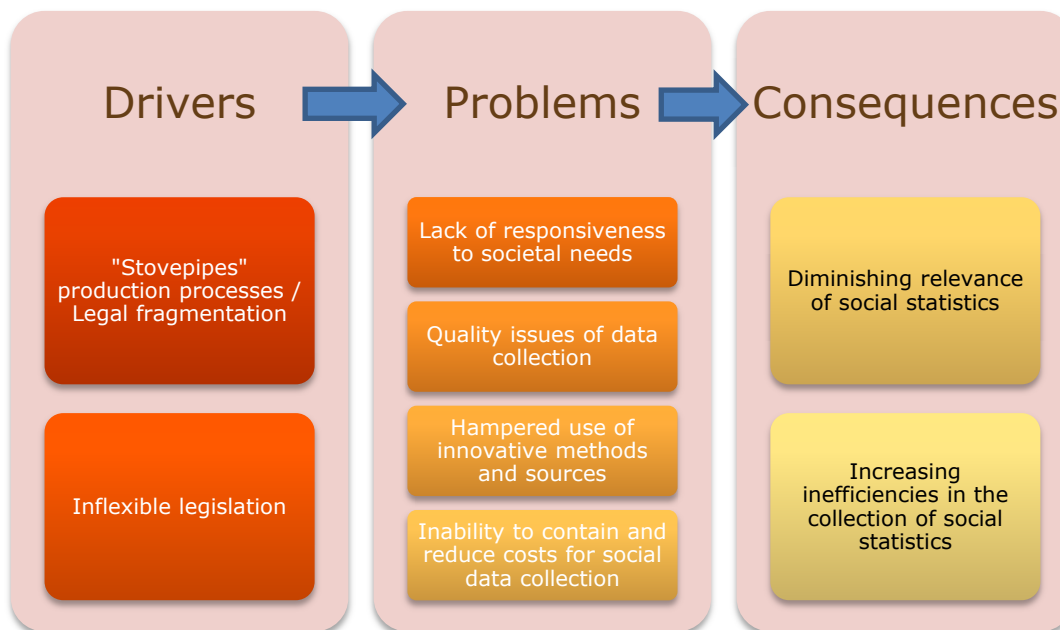 Drivers
Problems
Consequences
"Stovepipes"
production processes /
Legal fragmentation
Inflexible legislation
Lack of responsiveness
to societal needs
Quality issues of data
collection
Hampered use of
innovative methods
and sources
Inability to contain and
reduce costs for social
data collection
Diminishing relevance
of social statistics
Increasing
inefficiencies in the
collection of social
statistics